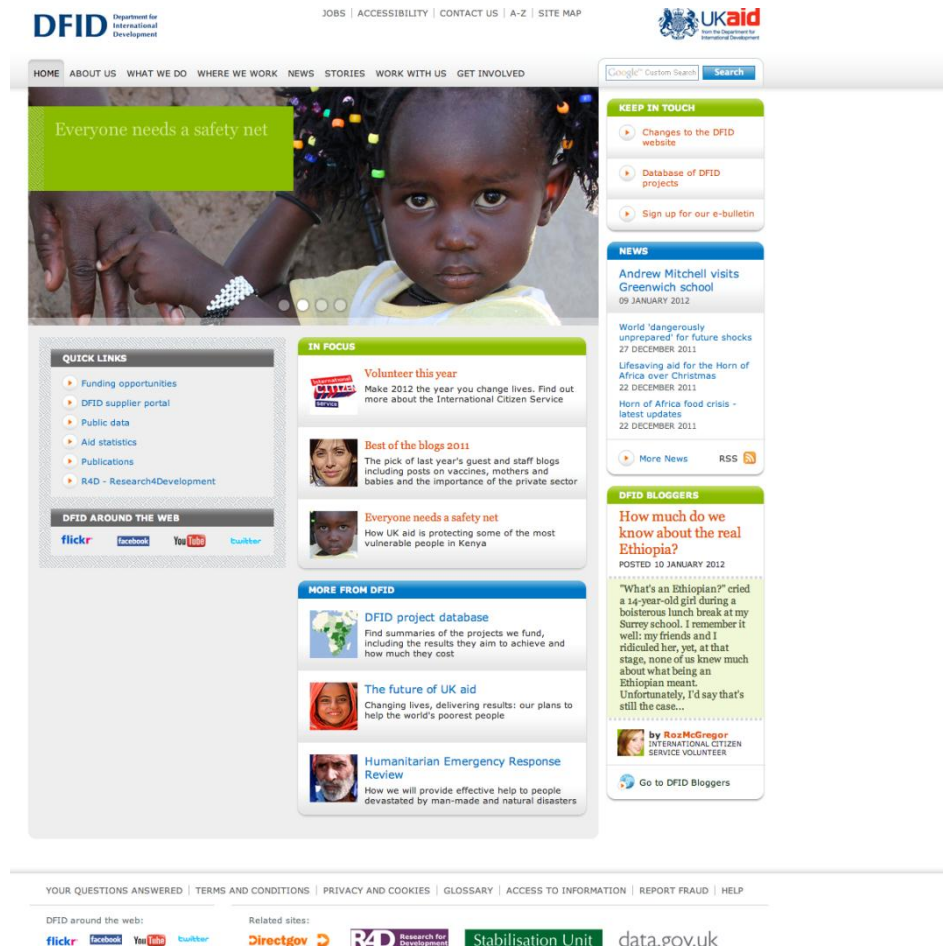 DFID Department for
International
Development
JOBS | ACCESSIBILITY | CONTACT US | A-Z | SITE MAP
UKaid
from the Department for
International Development
HOME ABOUT US WHAT WE DO WHERE WE WORK NEWS STORIES WORK WITH US GET INVOLVED
Google™ Custom Search Search
Everyone needs a safety net
KEEP IN TOUCH
Changes to the DFID
website
Database of DFID
projects
Sign up for our e-bulletin
NEWS
Andrew Mitchell visits
Greenwich school
09 JANUARY 2012
World 'dangerously
unprepared' for future shocks
27 DECEMBER 2011
Lifesaving aid for the Horn of
Africa over Christmas
22 DECEMBER 2011
Horn of Africa food crisis -
latest updates
22 DECEMBER 2011
More News RSS
QUICK LINKS
Funding opportunities
DFID supplier portal
Public data
Aid statistics
Publications
R4D - Research4Development
DFID AROUND THE WEB
flickr facebook YouTube twitter
IN FOCUS
International
CITIZEN
service
Volunteer this year
Make 2012 the year you change lives. Find out
more about the International Citizen Service
Best of the blogs 2011
The pick of last year's guest and staff blogs
including posts on vaccines, mothers and
babies and the importance of the private sector
Everyone needs a safety net
How UK aid is protecting some of the most
vulnerable people in Kenya
MORE FROM DFID
DFID project database
Find summaries of the projects we fund,
including the results they aim to achieve and
how much they cost
The future of UK aid
Changing lives, delivering results: our plans to
help the world's poorest people
Humanitarian Emergency Response
Review
How we will provide effective help to people
devastated by man-made and natural disasters
DFID BLOGGERS
How much do we
know about the real
Ethiopia?
POSTED 10 JANUARY 2012
"What's an Ethiopian?" cried
a 14-year-old girl during a
boisterous lunch break at my
Surrey school. I remember it
well: my friends and I
ridiculed her, yet, at that
stage, none of us knew much
about what being an
Ethiopian meant.
Unfortunately, I'd say that's
still the case...
by RozMcGregor
INTERNATIONAL CITIZEN
SERVICE VOLUNTEER
Go to DFID Bloggers
YOUR QUESTIONS ANSWERED | TERMS AND CONDITIONS | PRIVACY AND COOKIES | GLOSSARY | ACCESS TO INFORMATION | REPORT FRAUD | HELP
DFID around the web:
flickr facebook YouTube twitter
Related sites:
Directgov R4D Research for
Development Stabilisation Unit data.gov.uk